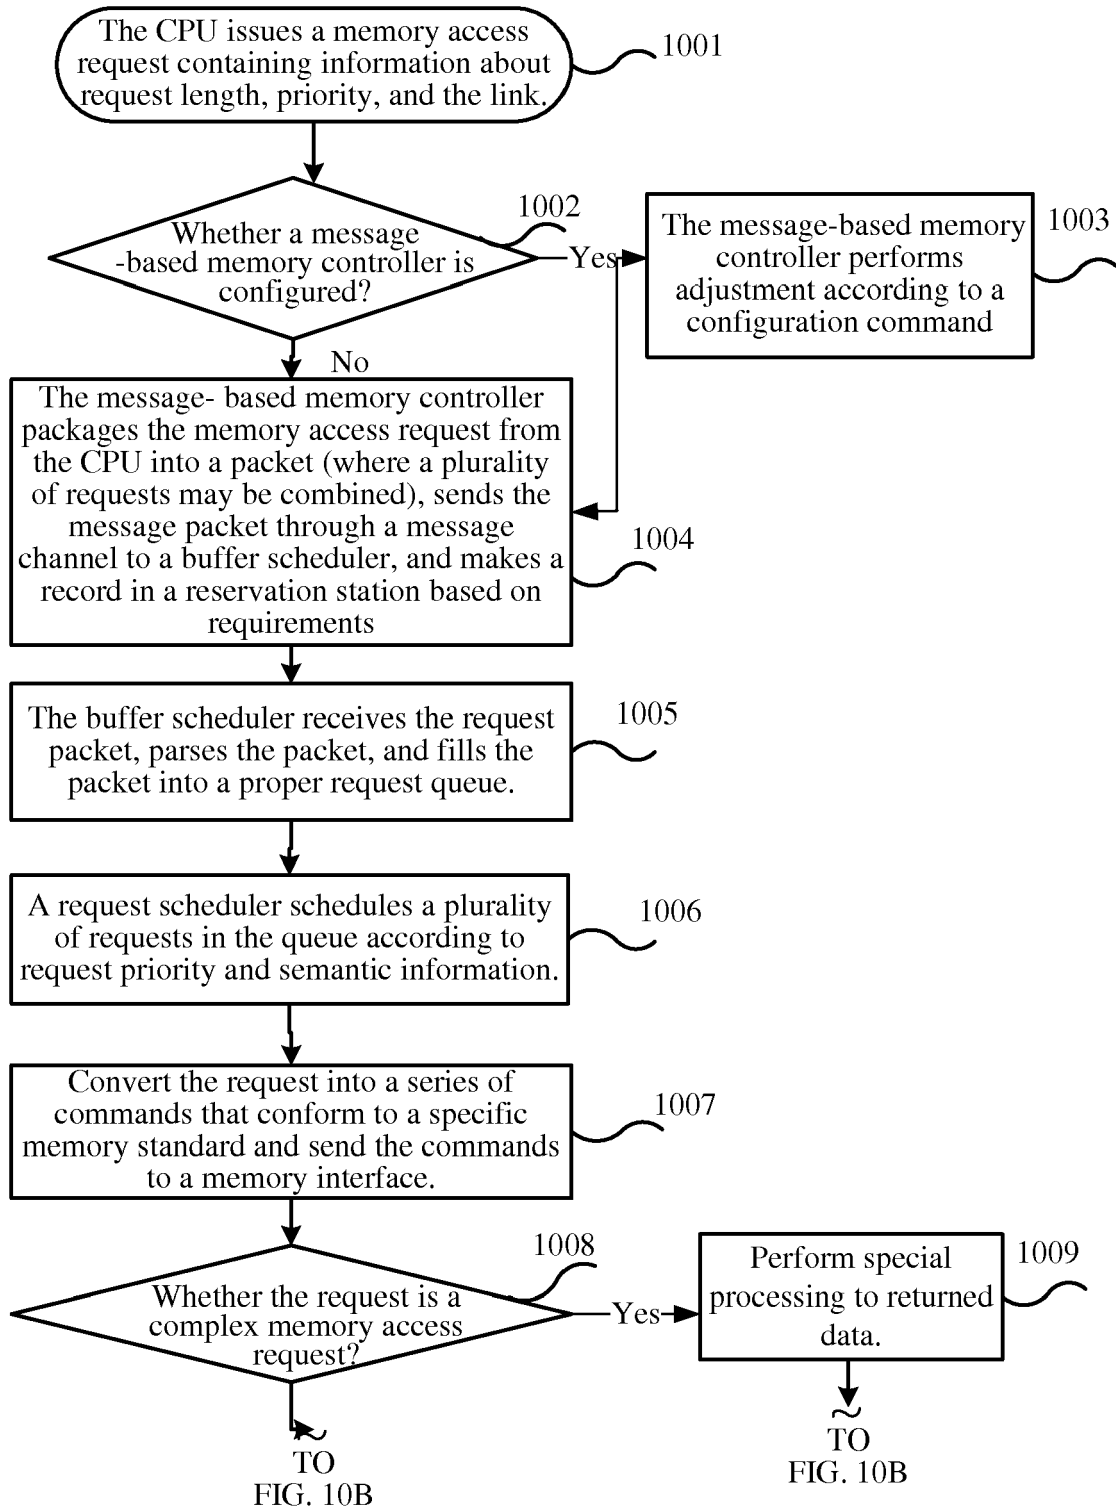 The CPU issues a memory access
request containing information about
request length, priority, and the link.
1001
Whether a message
-based memory controller is
configured?
1002
Yes
The message-based memory
controller performs
adjustment according to a
configuration command
1003
No
The message- based memory controller
packages the memory access request from
the CPU into a packet (where a plurality
of requests may be combined), sends the
message packet through a message
channel to a buffer scheduler, and makes a
record in a reservation station based on
requirements
1004
The buffer scheduler receives the request
packet, parses the packet, and fills the
packet into a proper request queue.
1005
A request scheduler schedules a plurality
of requests in the queue according to
request priority and semantic information.
1006
Convert the request into a series of
commands that conform to a specific
memory standard and send the commands
to a memory interface.
1007
Whether the request is a
complex memory access
request?
1008
Yes
Perform special
processing to returned
data.
1009
TO
FIG. 10B
TO
FIG. 10B